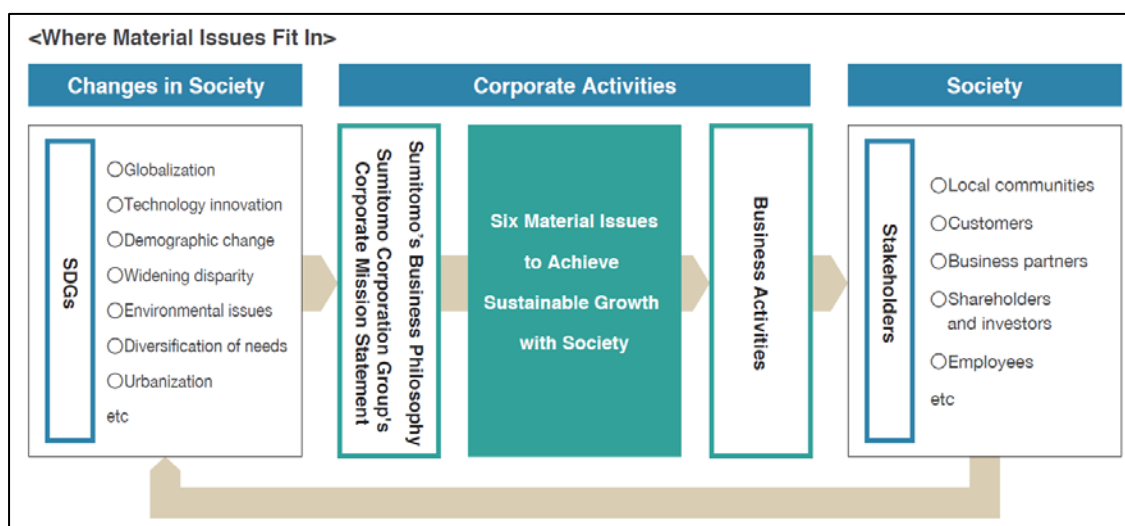 <Where Material Issues Fit In>
Changes in Society
Corporate Activities
Society
SDGs
○Globalization
○Technology innovation
○Demographic change
○Widening disparity
○Environmental issues
○Diversification of needs
○Urbanization
etc
Sumitomo's Business Philosophy
Sumitomo Corporation Group's
Corporate Mission Statement
Six Material Issues
to Achieve
Sustainable Growth
with Society
Business Activities
Stakeholders
○Local communities
○Customers
○Business partners
○Shareholders
and investors
○Employees
etc